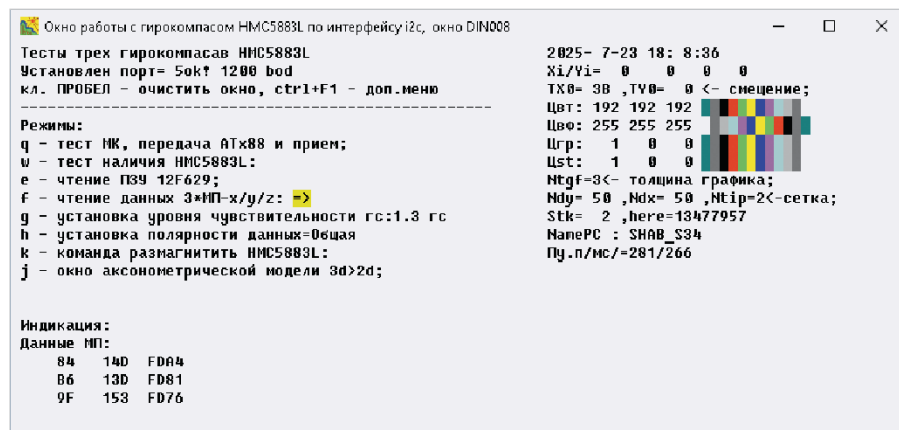 Окно работы с гирокомпасом HMC5883L по интерфейсу i2c, окно DIN008
Тесты трех гирокомпасав HMC5883L
Установлен порт= 5ok! 1200 bod
кл. ПРОБЕЛ - очистить окно, ctrl+F1 - доп.меню
Режимы:
q - тест МК, передача АТх88 и прием;
w - тест наличия HMC5883L:
e - чтение ПЗУ 12F629;
f - чтение данных 3*МП-x/y/z: =>
g - установка уровня чувствительности гс:1.3 гс
h - установка полярности данных=Общая
k - команда размагнитить HMC5883L:
j - окно аксонометрической модели 3d>2d;
Индикация:
Данные МП:
84 14D FDA4
B6 13D FD81
9F 153 FD76
2025- 7-23 18: 8:36
Xi/Yi= 0 0 0 0
TX0= 38 ,TY0= 0 <- смещение;
Цвт: 192 192 192
Цвф: 255 255 255
Цгр: 1 0 0
Цst: 1 0 0
Ntgf=3<- толщина графика;
Ndy= 50 ,Ndx= 50 ,Ntip=2<-сетка;
Stk= 2 ,here=13477957
NamePC : SHAB_S34
Пу.п/мс/=281/266